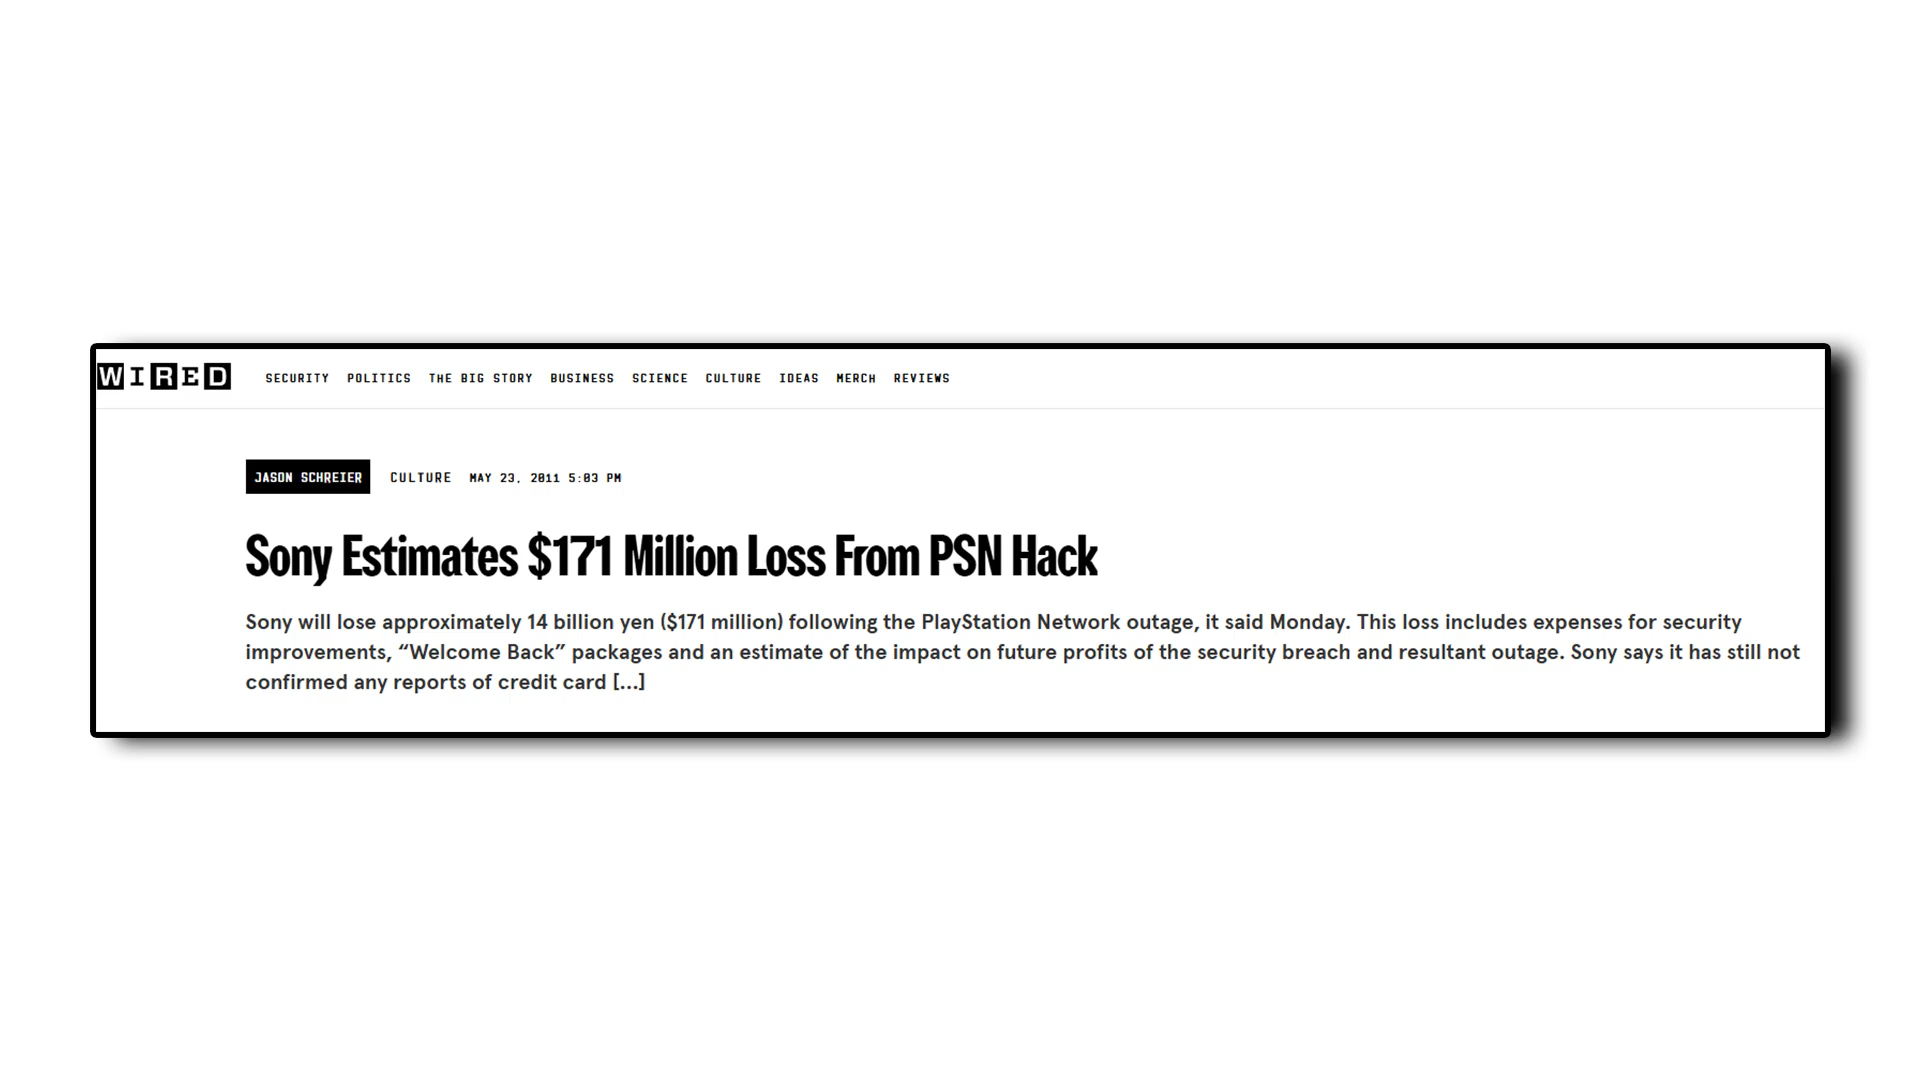 WIRED SECURITY POLITICS THE BIG STORY BUSINESS SCIENCE CULTURE IDEAS MERCH REVIEWS
JASON SCHREIER CULTURE MAY 23, 2011 5:03 PM
Sony Estimates $171 Million Loss From PSN Hack
Sony will lose approximately 14 billion yen ($171 million) following the PlayStation Network outage, it said Monday. This loss includes expenses for security
improvements, “Welcome Back” packages and an estimate of the impact on future profits of the security breach and resultant outage. Sony says it has still not
confirmed any reports of credit card [...]